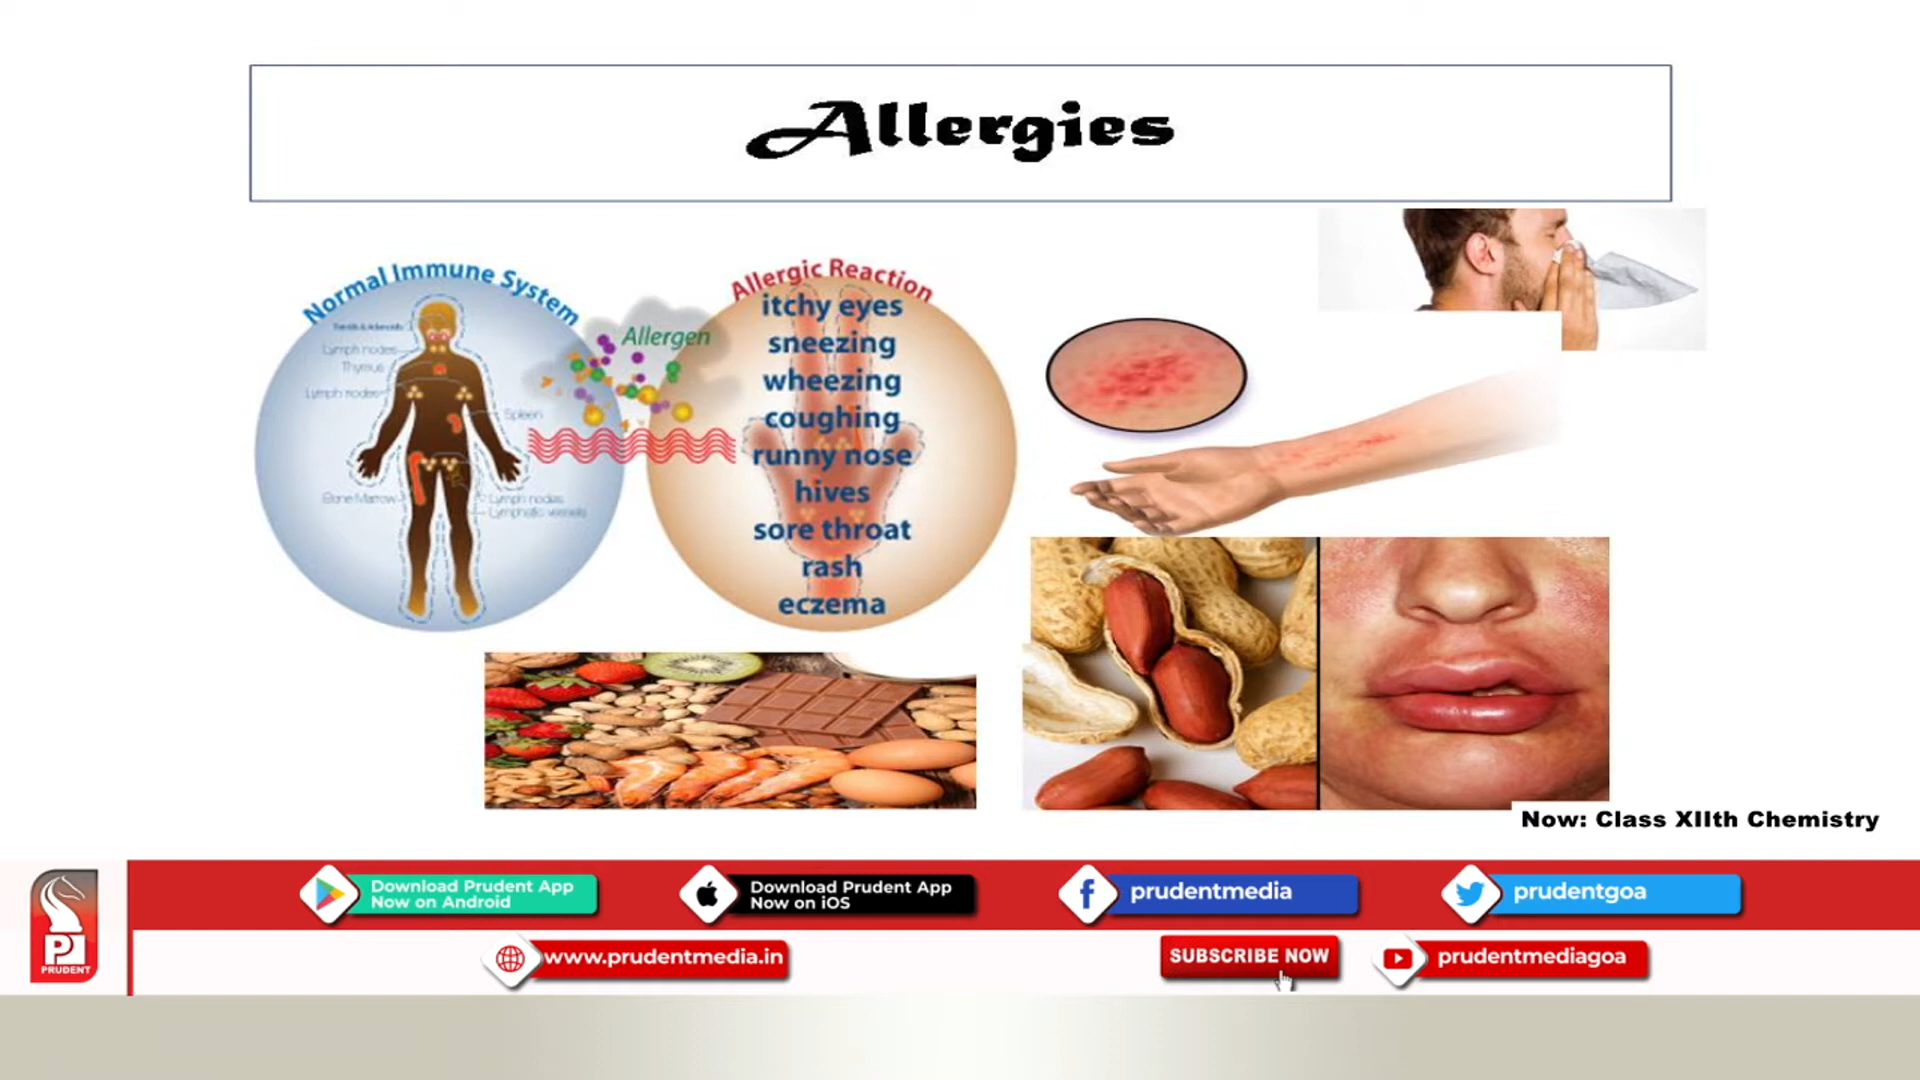 Allergies
Normal Immune System
Lymph nodes
Thymus
Lymph nodes
Spleen
Bone Marrow
Lymph nodes
Lymphatic vessels
Allergen
Allergic Reaction
itchy eyes
sneezing
wheezing
coughing
runny nose
hives
sore throat
rash
eczema
Now: Class XIIth Chemistry
PRUDENT
Download Prudent App
Now on Android
Download Prudent App
Now on iOS
prudentmedia
prudentgoa
www.prudentmedia.in
SUBSCRIBE NOW
prudentmediagoa